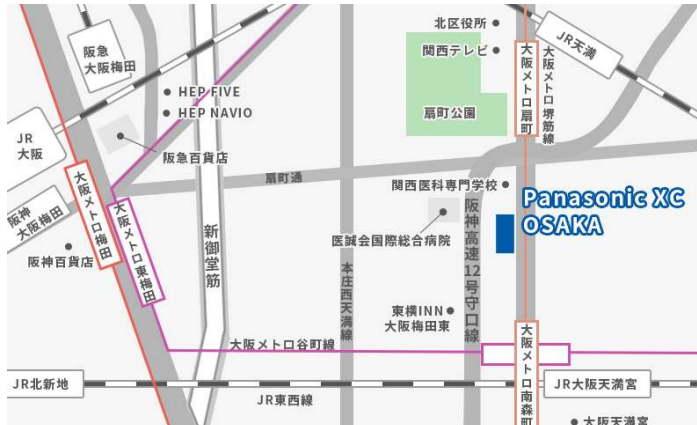 北区役所
関西テレビ
JR天満
阪急
大阪梅田
HEP FIVE
HEP NAVIO
大阪メトロ扇町
大阪メトロ 堺筋線
扇町公園
JR
大阪
阪急百貨店
扇町通
関西医科専門学校
Panasonic XC
OSAKA
大阪メトロ梅田
大阪メトロ東梅田
阪神
大阪梅田
阪神百貨店
新御堂筋
医誠会国際総合病院
阪神高速12号守口線
本庄西天満線
東横INN
大阪梅田東
大阪メトロ谷町線
大阪メトロ南森町
JR北新地
JR東西線
JR大阪天満宮
大阪天満宮